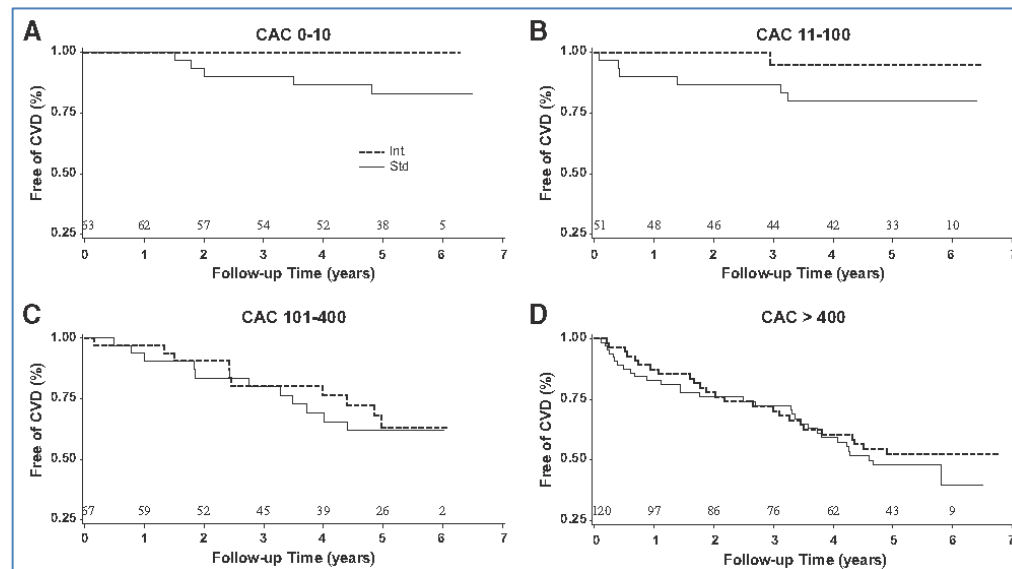 A
CAC 0-10
Free of CVD (%)
1.00
0.75
0.50
0.25
Int
Std
63 62 57 54 52 38 5
0 1 2 3 4 5 6 7
Follow-up Time (years)
B
CAC 11-100
Free of CVD (%)
1.00
0.75
0.50
0.25
51 48 46 44 42 33 10
0 1 2 3 4 5 6 7
Follow-up Time (years)
C
CAC 101-400
Free of CVD (%)
1.00
0.75
0.50
0.25
67 59 52 45 39 26 2
0 1 2 3 4 5 6 7
Follow-up Time (years)
D
CAC > 400
Free of CVD (%)
1.00
0.75
0.50
0.25
120 97 86 76 62 43 9
0 1 2 3 4 5 6 7
Follow-up Time (years)